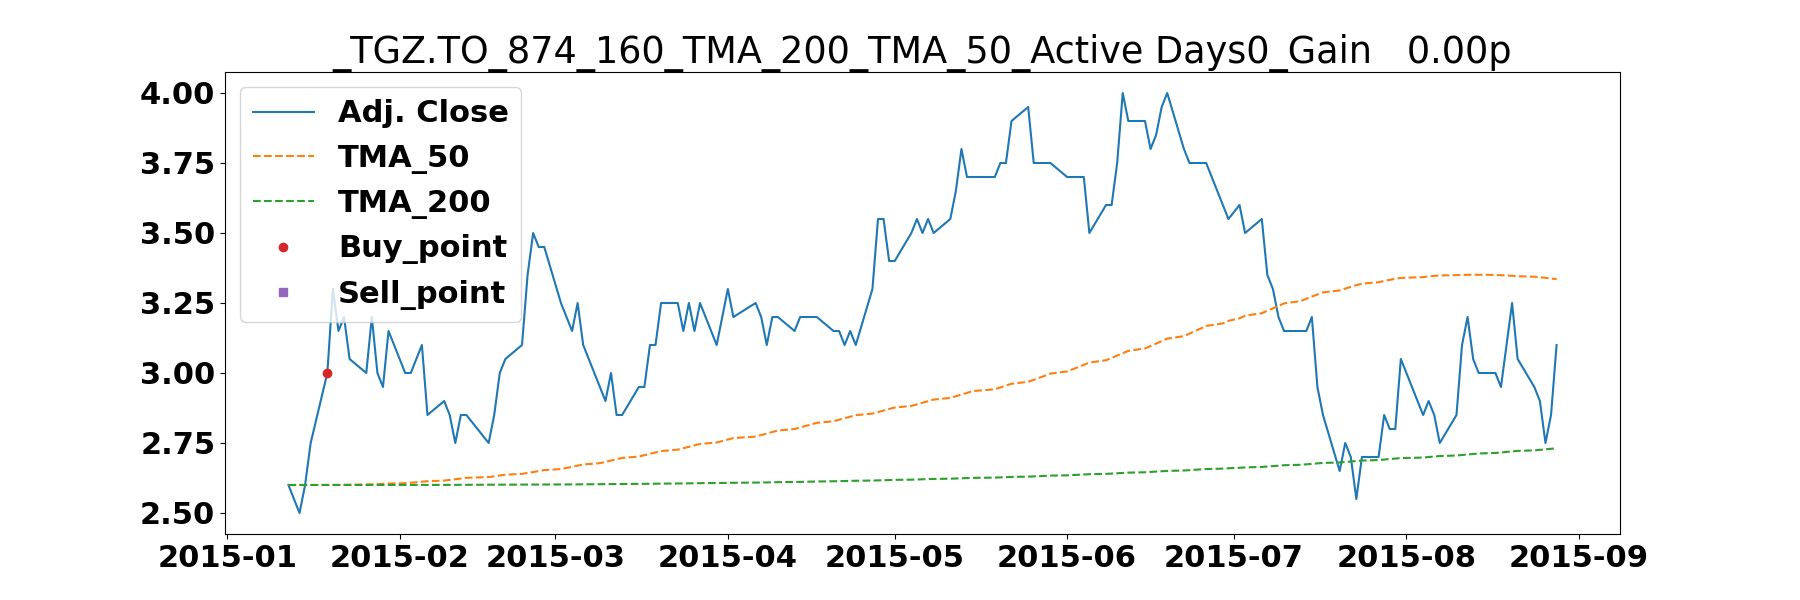 _TGZ.TO_874_160_TMA_200_TMA_50_Active Days0_Gain   0.00p
4.00
3.75
3.50
3.25
3.00
2.75
2.50
Adj. Close
TMA_50
TMA_200
Buy_point
Sell_point
2015-01 2015-02 2015-03 2015-04 2015-05 2015-06 2015-07 2015-08 2015-09